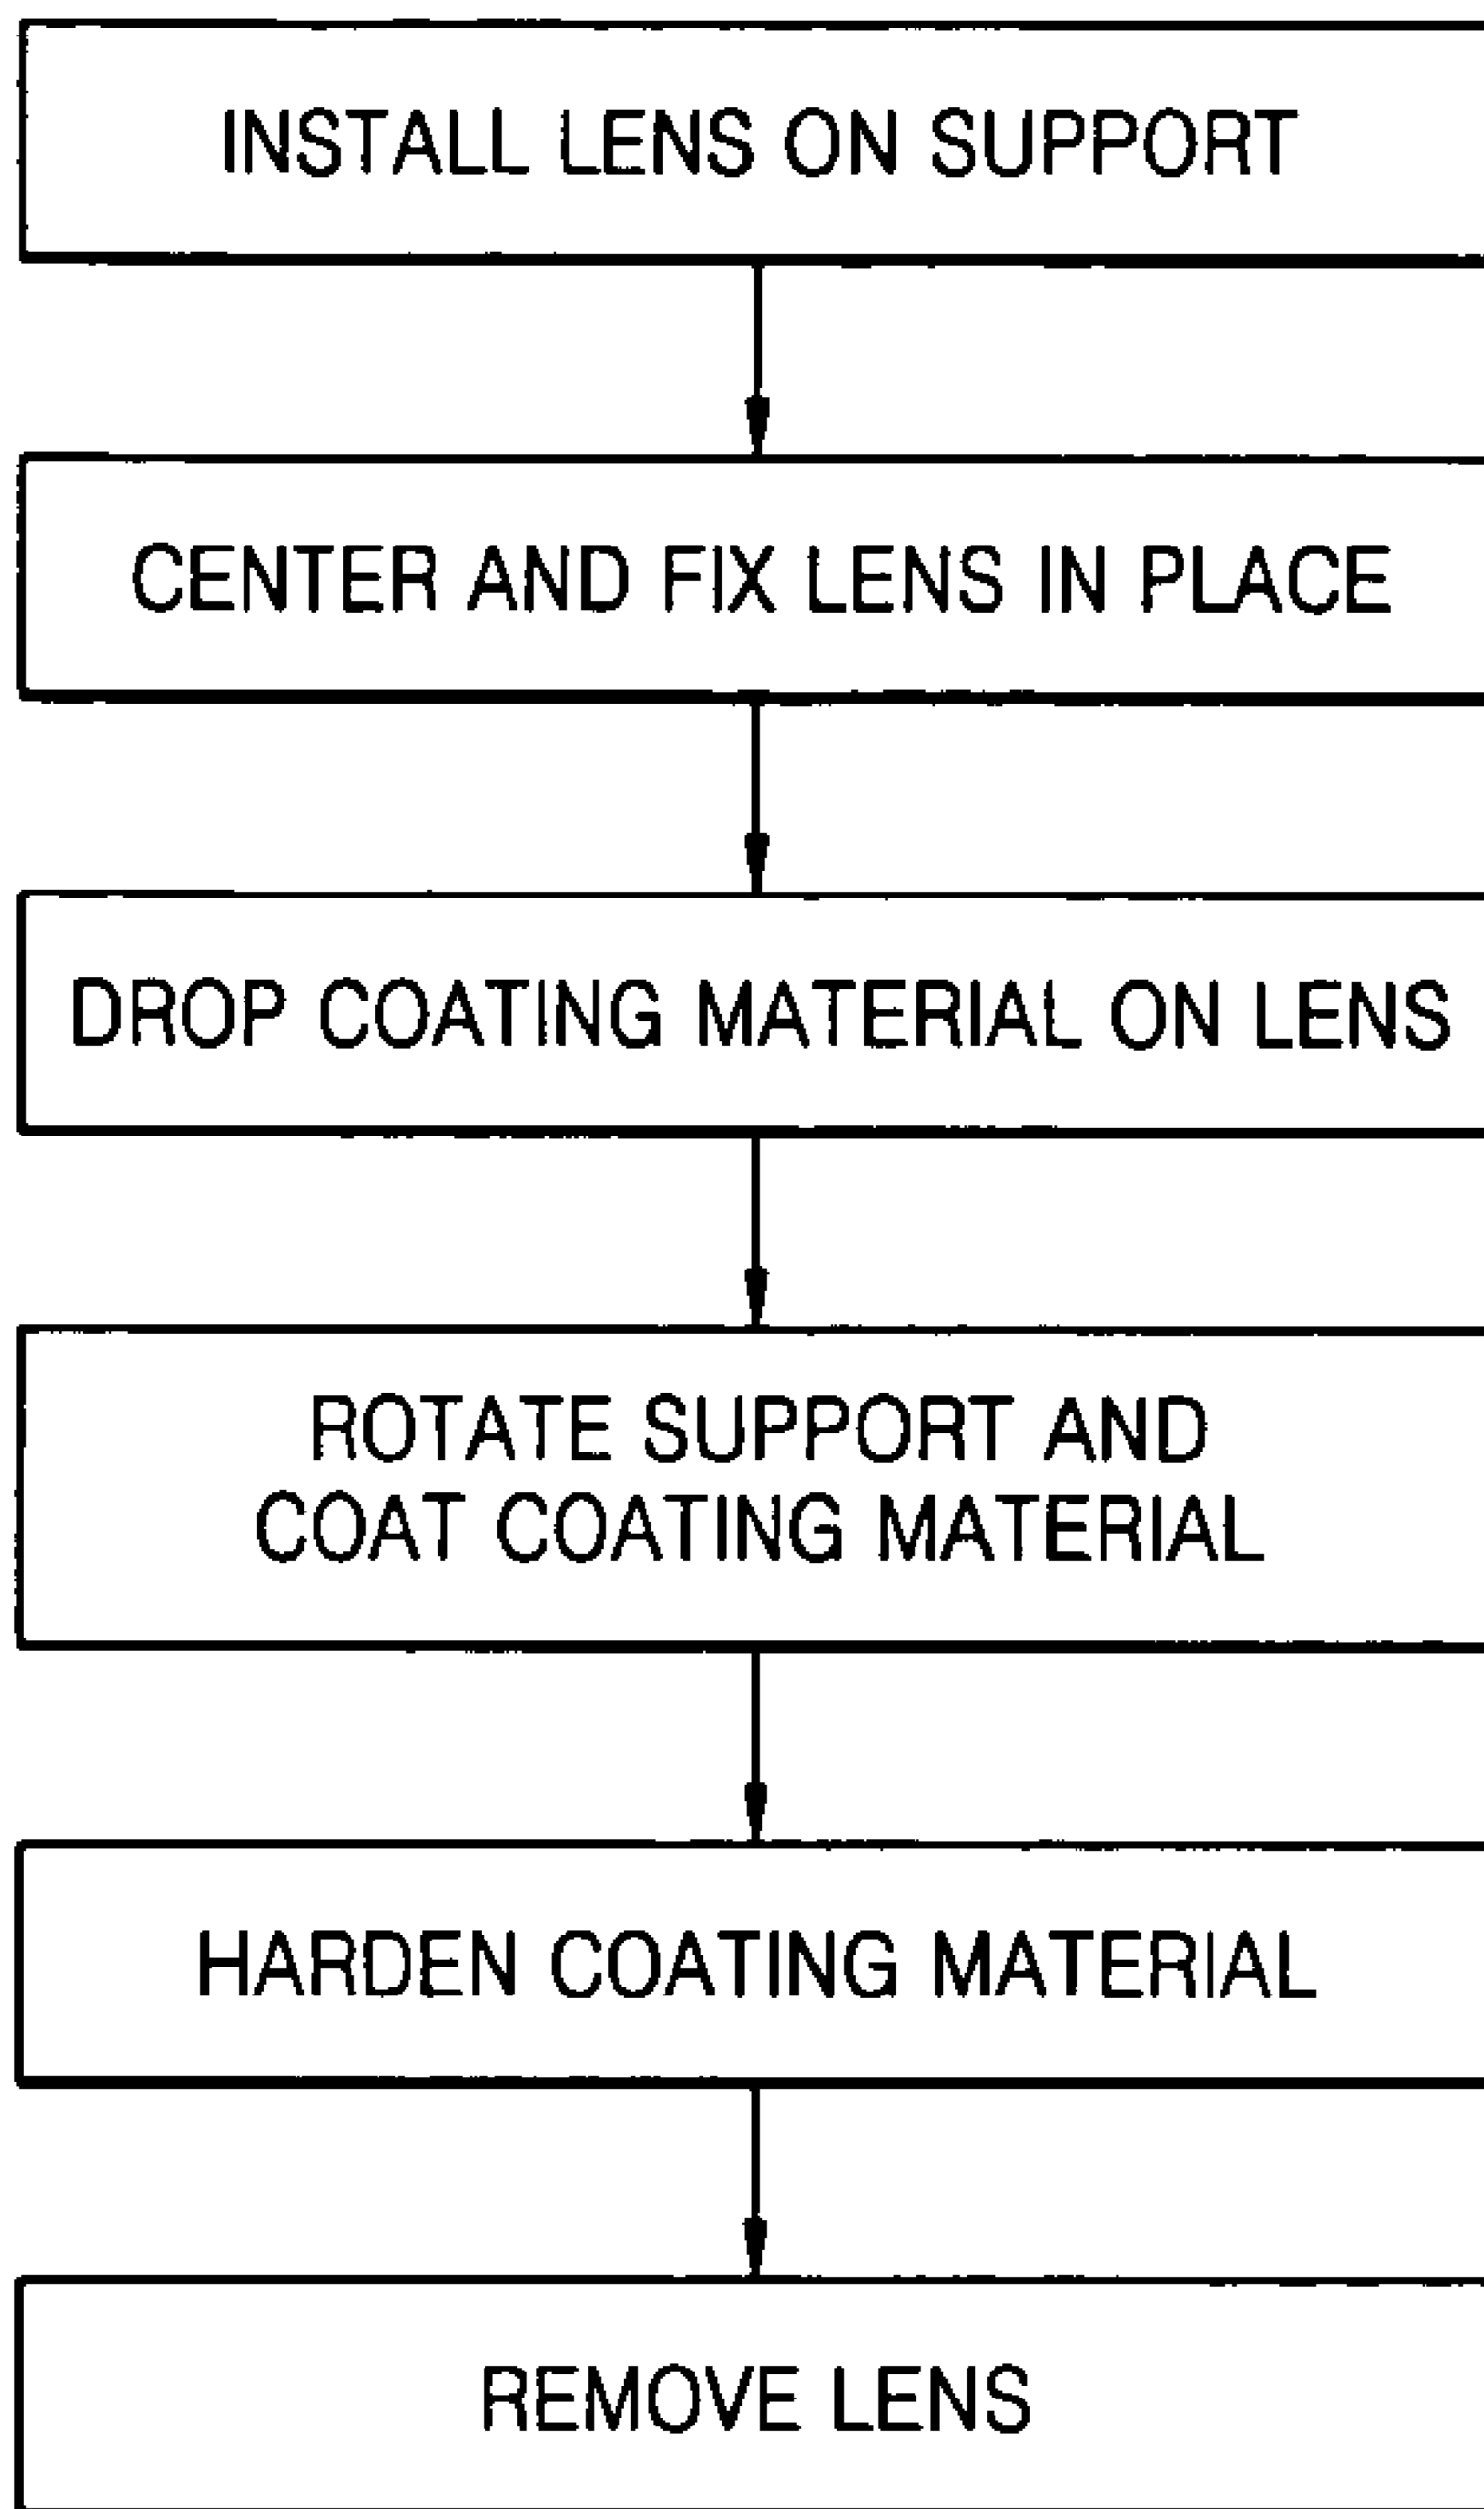 INSTALL LENS ON SUPPORT
CENTER AND FIX LENS IN PLACE
DROP COATING MATERIAL ON LENS
ROTATE SUPPORT AND
COAT COATING MATERIAL
HARDEN COATING MATERIAL
REMOVE LENS